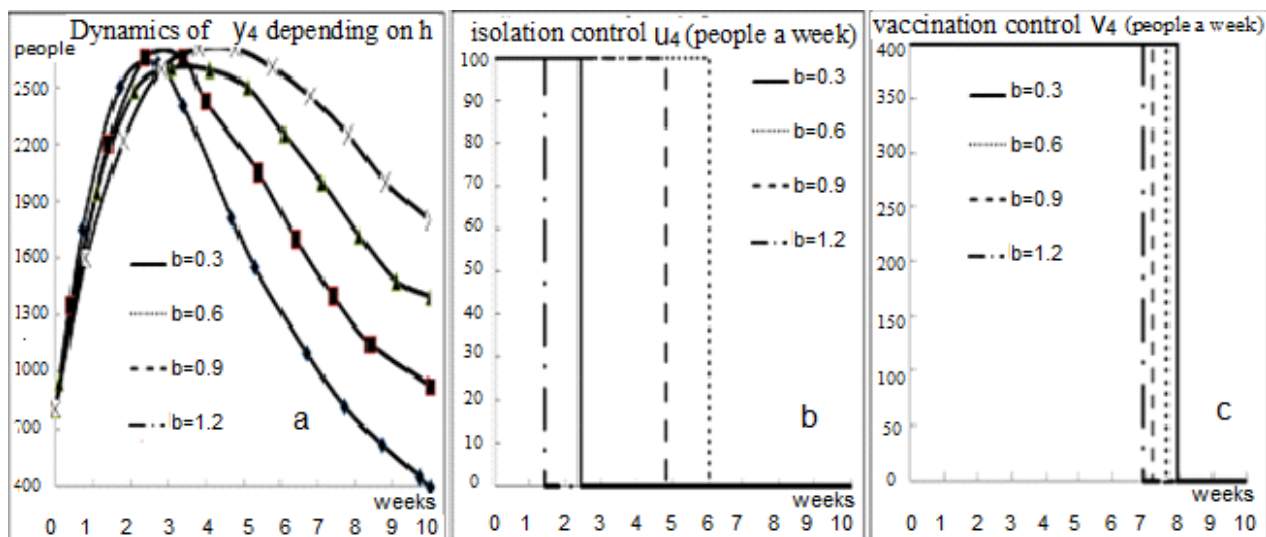 Dynamics of y4 depending on h
people
2500
2200
1900
1600
1300
1000
700
400
b=0.3
b=0.6
b=0.9
b=1.2
a
weeks
0 1 2 3 4 5 6 7 8 9 10
isolation control u4 (people a week)
100
90
80
70
60
50
40
30
20
10
0
b=0.3
b=0.6
b=0.9
b=1.2
b
weeks
0 1 2 3 4 5 6 7 8 9 10
vaccination control v4 (people a week)
400
350
300
250
200
150
100
50
0
b=0.3
b=0.6
b=0.9
b=1.2
c
weeks
0 1 2 3 4 5 6 7 8 9 10